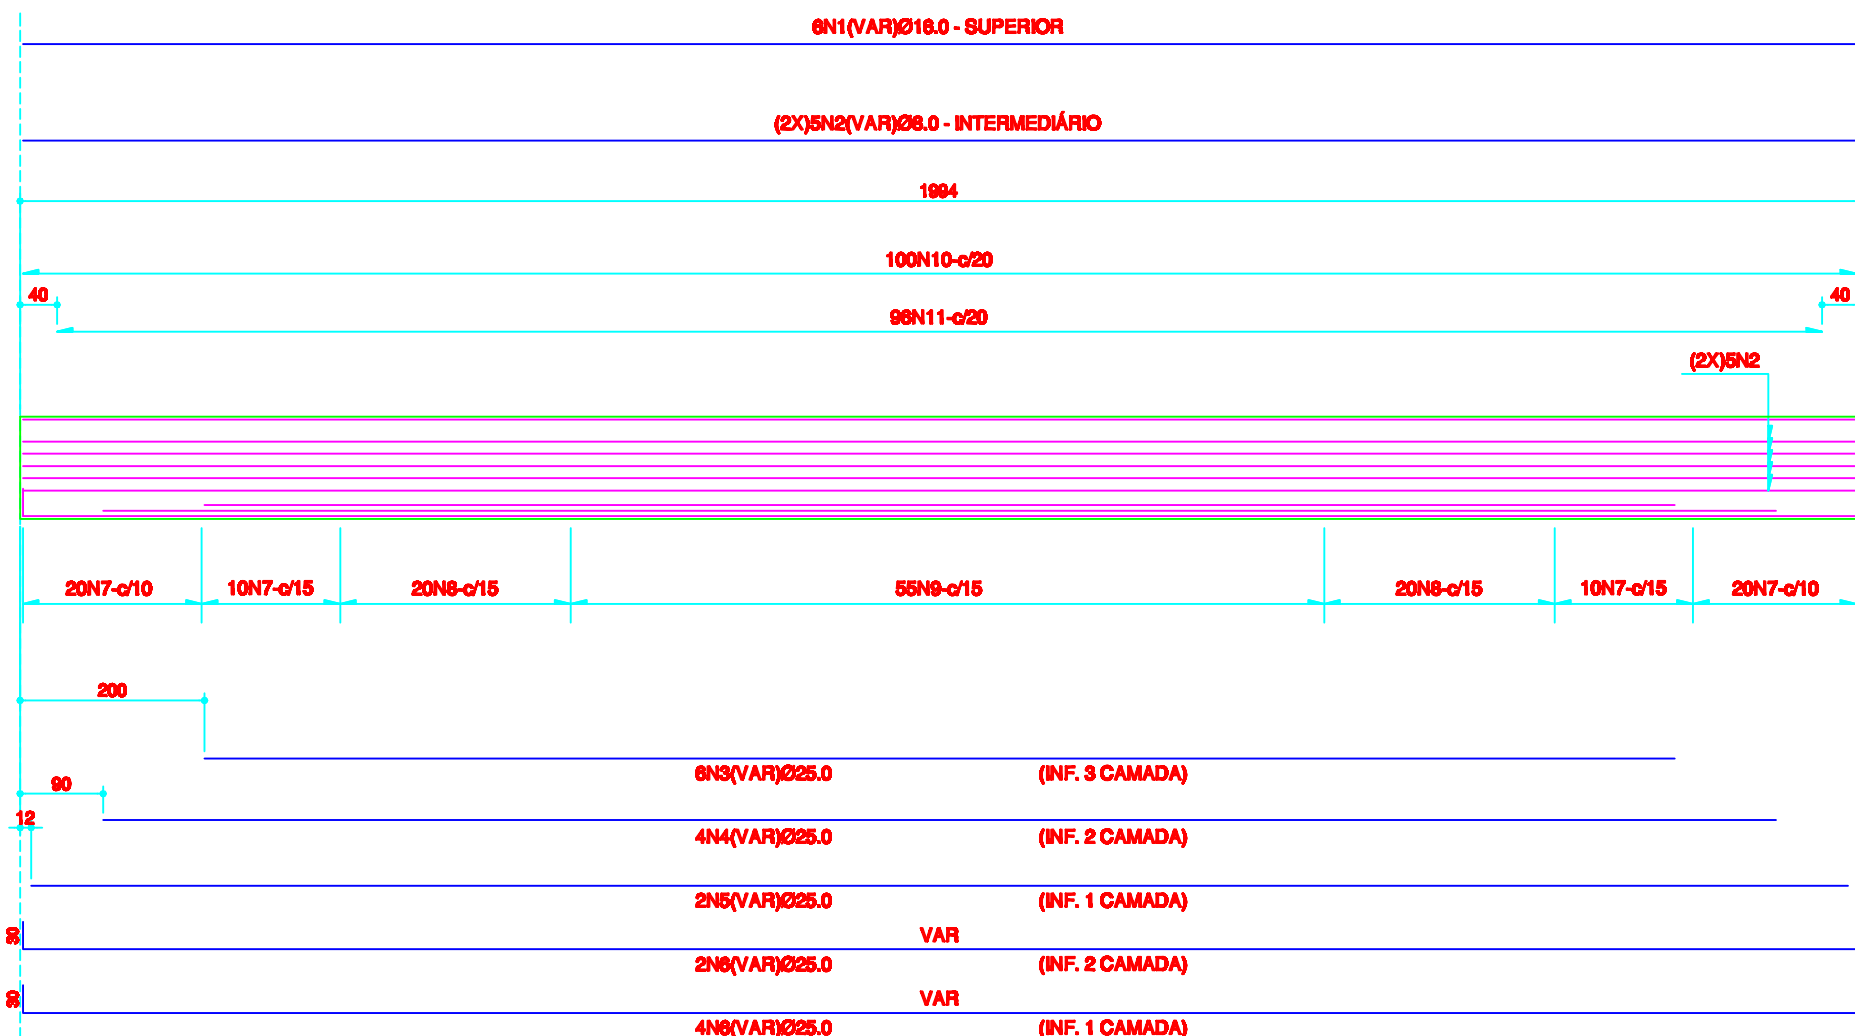 6N1(VAR)Ø16.0 - SUPERIOR
(2X)5N2(VAR)Ø8.0 - INTERMEDIÁRIO
1994
100N10-c/20
40
40
96N11-c/20
(2X)5N2
20N7-c/10 10N7-c/15 20N8-c/15 55N9-c/15 20N8-c/15 10N7-c/15 20N7-c/10
200
6N3(VAR)Ø25.0 (INF. 3 CAMADA)
90
12
4N4(VAR)Ø25.0 (INF. 2 CAMADA)
2N5(VAR)Ø25.0 (INF. 1 CAMADA)
30
VAR
2N6(VAR)Ø25.0 (INF. 2 CAMADA)
30
VAR
4N6(VAR)Ø25.0 (INF. 1 CAMADA)